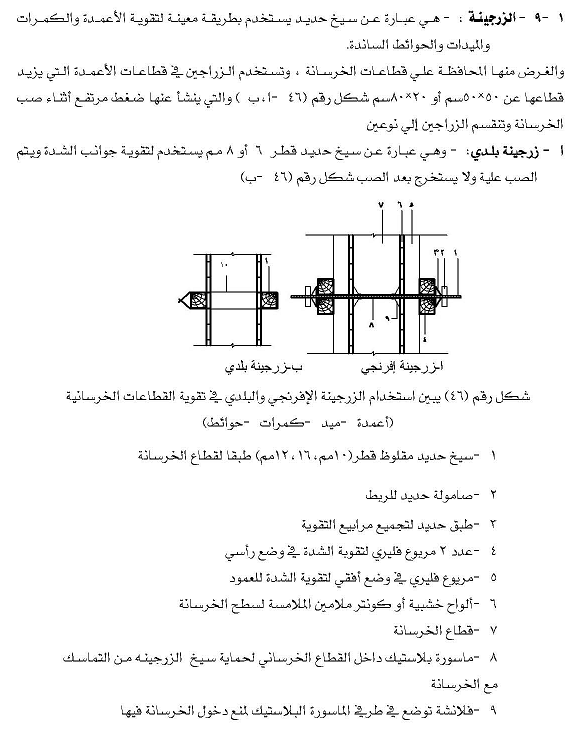 ١ -٩ - الزرجينة : - هي عبارة عن سيخ حديد يستخدم بطريقة معينة لتقوية الأعمدة والكمرات
والميدات والحوائط الساندة.
والغرض منها المحافظة علي قطاعات الخرسانة ، وتستخدم الزراجين في قطاعات الأعمدة التي يزيد
قطاعها عن ٥٠×٥٠سم أو ٢٠×٨٠سم شكل رقم (٤٦ -ا، ب ) والتي ينشأ عنها ضغط مرتفع أثناء صب
الخرسانة وتنقسم الزراجين إلي نوعين
أ - زرجينة بلدي: - وهي عبارة عن سيخ حديد قطر ٦ أو ٨ مم يستخدم لتقوية جوانب الشدة ويتم
الصب علية ولا يستخرج بعد الصب شكل رقم (٤٦ -ب)
٧ ٦ ٥
١٠ ٤ ٣ ٢ ١
٩ ٨ ٤
ا-زرجينة إفرنجي ب-زرجينة بلدي
شكل رقم (٤٦) يبين استخدام الزرجينة الإفرنجي والبلدي في تقوية القطاعات الخرسانية
(أعمدة -ميد -كمرات -حوائط)
١ -سيخ حديد مقلوظ قطر(١٠مم، ١٦، ١٢مم) طبقا لقطاع الخرسانة
٢ -صامولة حديد للربط
٣ -طبق حديد لتجميع مرابيع التقوية
٤ -عدد ٢ مربوع فليري لتقوية الشدة في وضع رأسي
٥ -مربوع فليري في وضع أفقي لتقوية الشدة للعمود
٦ -ألواح خشبية أو كونتر ملامين الملامسة لسطح الخرسانة
٧ -قطاع الخرسانة
٨ -ماسورة بلاستيك داخل القطاع الخرساني لحماية سيخ الزرجينه من التماسك
مع الخرسانة
٩ -فلانشة توضع في طرفي الماسورة البلاستيك لمنع دخول الخرسانة فيها